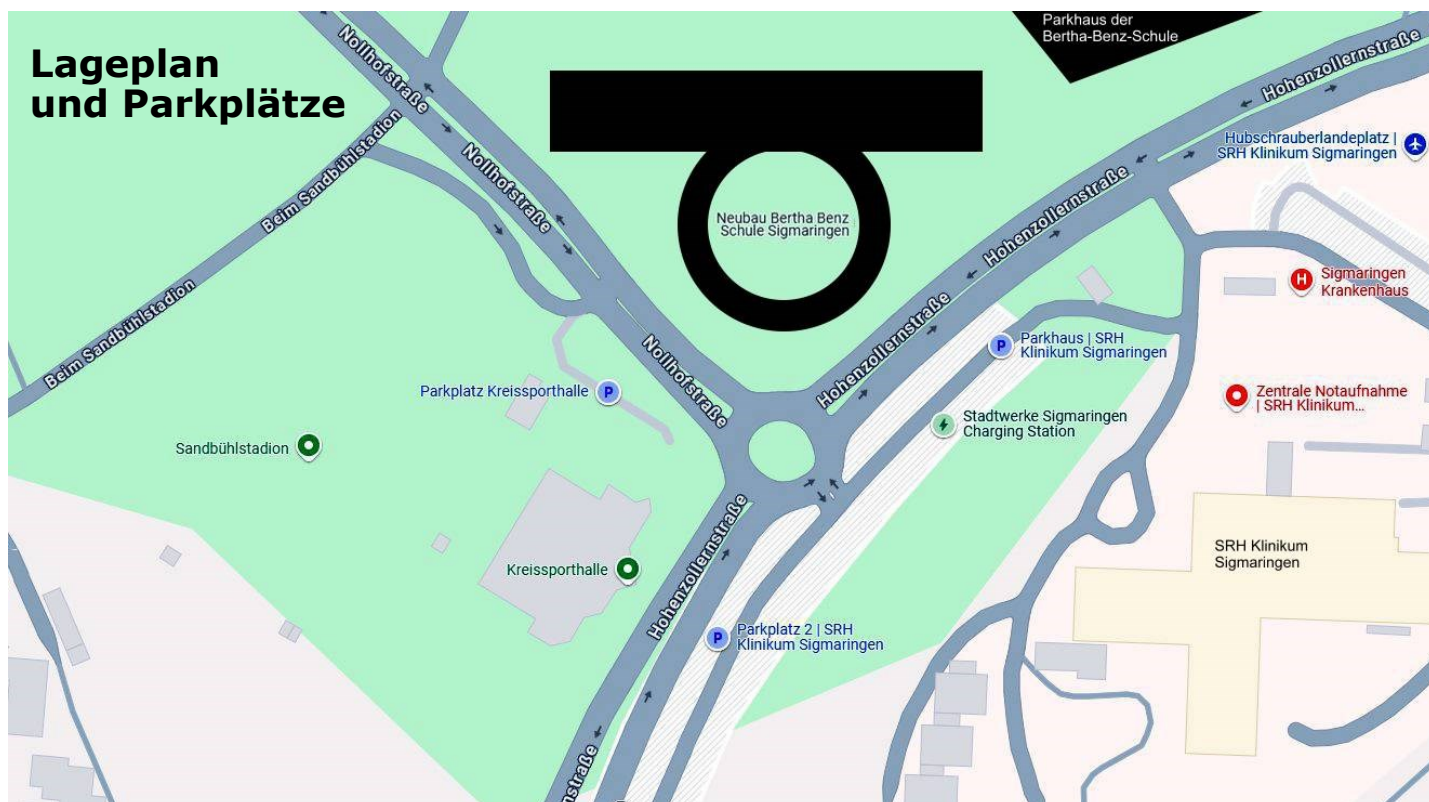 Lageplan
und Parkplätze
Parkhaus der
Bertha-Benz-Schule
Nollhofstraße
Hohenzollernstraße
Beim Sandbühlstadion
Nollhofstraße
Hubschrauberlandeplatz |
SRH Klinikum Sigmaringen
Hohenzollernstraße
Neubau Bertha Benz
Schule Sigmaringen
Sigmaringen
Krankenhaus
H
Beim Sandbühlstadion
Hohenzollernstraße
Nollhofstraße
P
Parkhaus | SRH
Klinikum Sigmaringen
Parkplatz Kreissporthalle
P
Zentrale Notaufnahme
| SRH Klinikum...
Stadtwerke Sigmaringen
Charging Station
Sandbühlstadion
Hohenzollernstraße
SRH Klinikum
Sigmaringen
Kreissporthalle
P
Parkplatz 2 | SRH
Klinikum Sigmaringen
nstraße